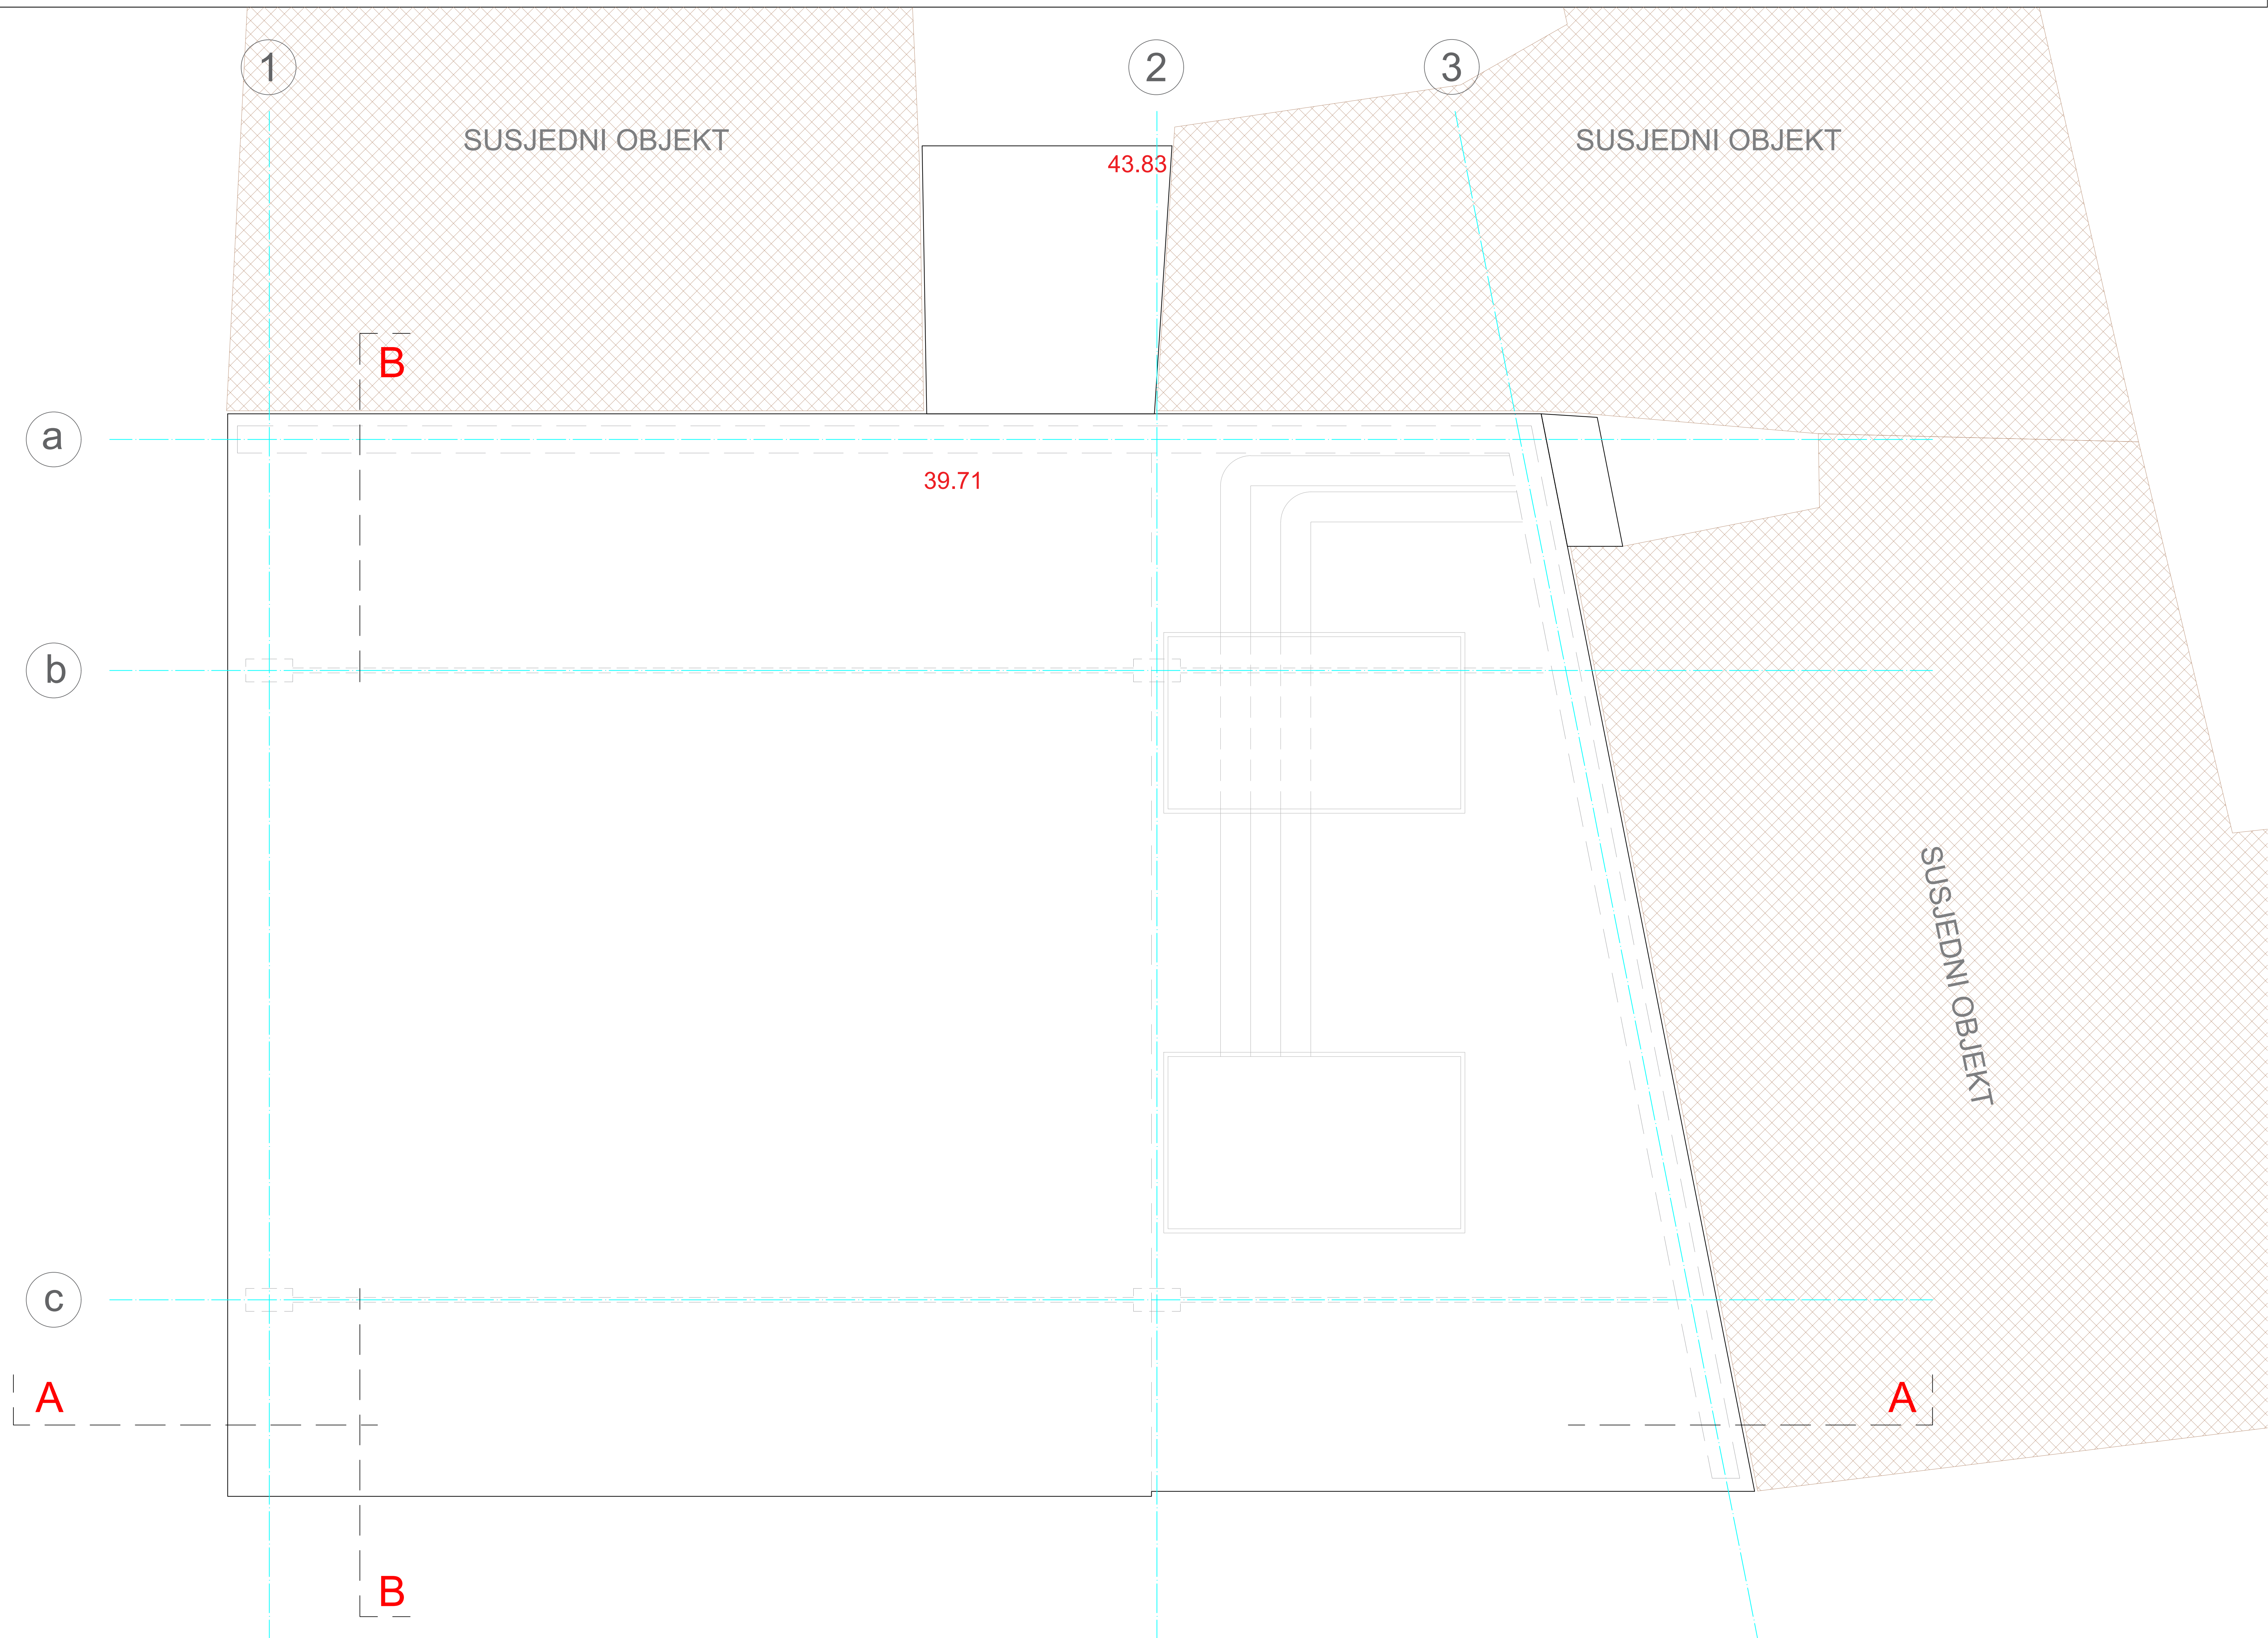 1
2
3
SUSJEDNI OBJEKT
SUSJEDNI OBJEKT
43.83
B
a
39.71
b
SUSJEDNI OBJEKT
c
A
A
B